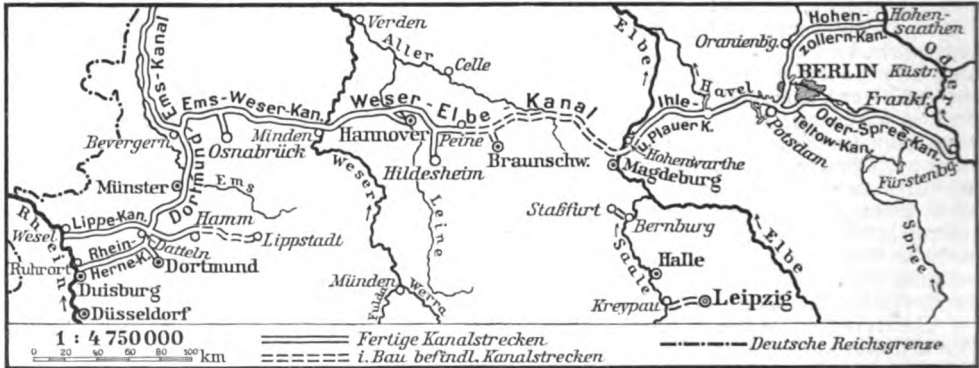 Verden
Aller
Celle
Elbe
Oranienbg.
Hohen-
zollern-Kan.
Hohen-
saathen
Oder
Küstr.
BERLIN
Frankf.
Havel
Potsdam
Oder-Spree-Kan.
Teltow-Kan.
Fürstenbg.
Spree
Ems-Kanal
Ems-Weser-Kan.
Weser-Elbe Kanal
Ihle-
Plauer K.
Bevergern
Osnabrück
Minden
Hannover
Peine
Hildesheim
Braunschw.
Hohenwarthe
Magdeburg
Münster
Dortmund
Ems
Weser
Leine
Rhein
Wesel
Lippe-Kan.
Hamm
Lippstadt
Datteln
Rhein-
Herne-K.
Ruhrort
Dortmund
Duisburg
Düsseldorf
Münden
Fulda
Werra
Staßfurt
Bernburg
Saale
Halle
Kreypau
Leipzig
Elbe
1 : 4 750 000
20 0 20 40 60 80 100 km
Fertige Kanalstrecken
i. Bau befindl. Kanalstrecken
Deutsche Reichsgrenze